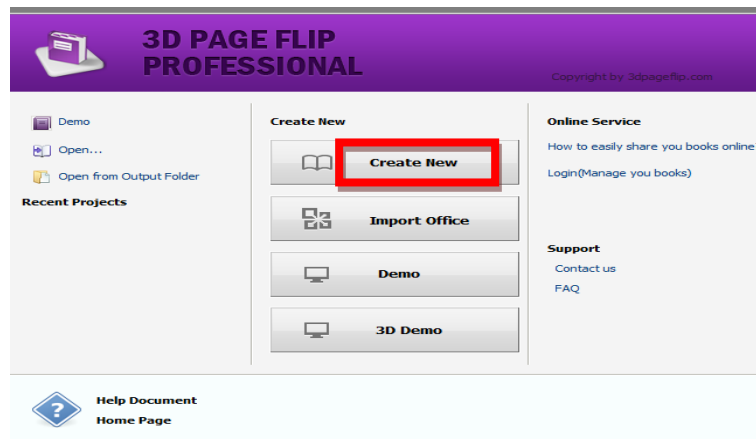 3D PAGE FLIP
PROFESSIONAL
Copyright by 3dpageflip.com
Demo
Open...
Open from Output Folder
Recent Projects
Create New
Create New
Import Office
Demo
3D Demo
Online Service
How to easily share you books online
Login(Manage you books)
Support
Contact us
FAQ
Help Document
Home Page